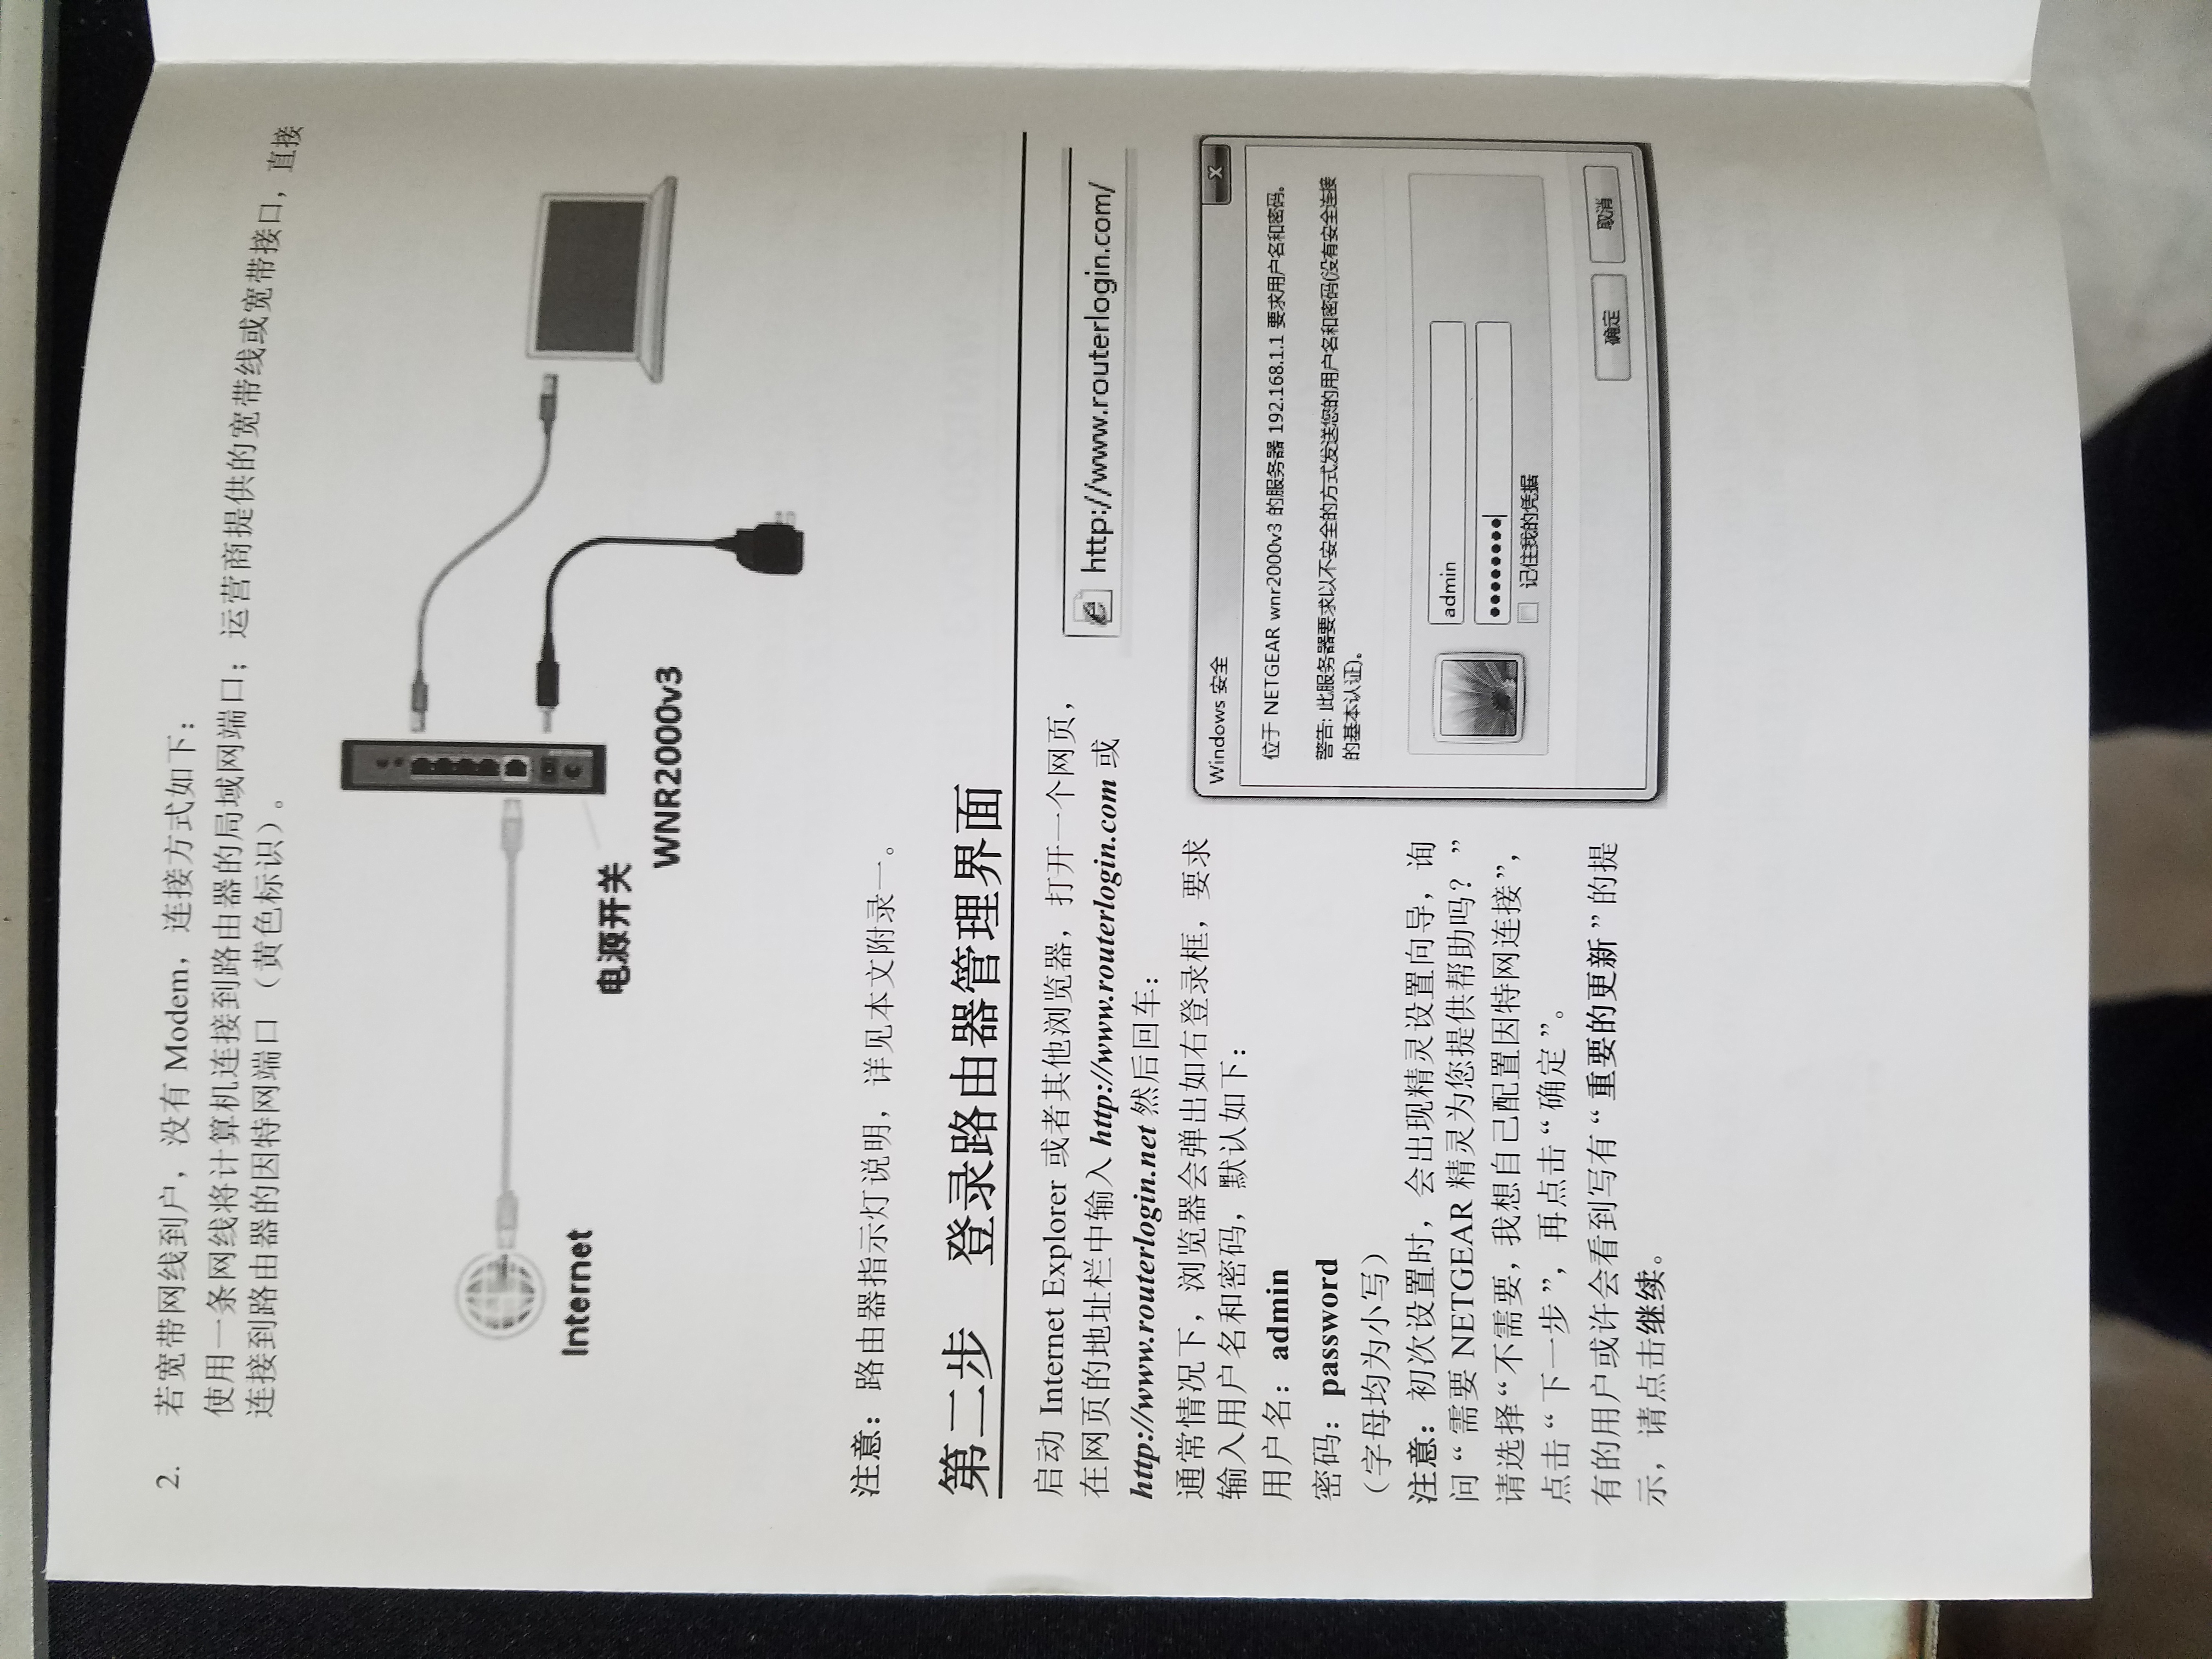 2. 若宽带网线到户，没有 Modem，连接方式如下：
使用一条网线将计算机连接到路由器的局域网端口；运营商提供的宽带线或宽带接口，直接
连接到路由器的因特网端口 （黄色标识）。
Internet
电源开关
WNR2000v3
注意：路由器指示灯说明，详见本文附录一。
第二步 登录路由器管理界面
启动 Internet Explorer 或者其他浏览器，打开一个网页，
在网页的地址栏中输入 http://www.routerlogin.com 或
http://www.routerlogin.net 然后回车：
http://www.routerlogin.com/
通常情况下，浏览器会弹出如右登录框，要求
输入用户名和密码，默认如下：
用户名：admin
密码：password
（字母均为小写）
注意：初次设置时，会出现精灵设置向导，询
问“需要 NETGEAR 精灵为您提供帮助吗？”
请选择“不需要，我想自己配置因特网连接”，
点击“下一步”，再点击“确定”。
有的用户或许会看到写有“重要的更新”的提
示，请点击继续。
Windows 安全
X
位于 NETGEAR wnr2000v3 的服务器 192.168.1.1 要求用户名和密码。
警告: 此服务器要求以不安全的方式发送您的用户名和密码(没有安全连接
的基本认证)。
admin
●●●●●●●●
记住我的凭据
确定
取消